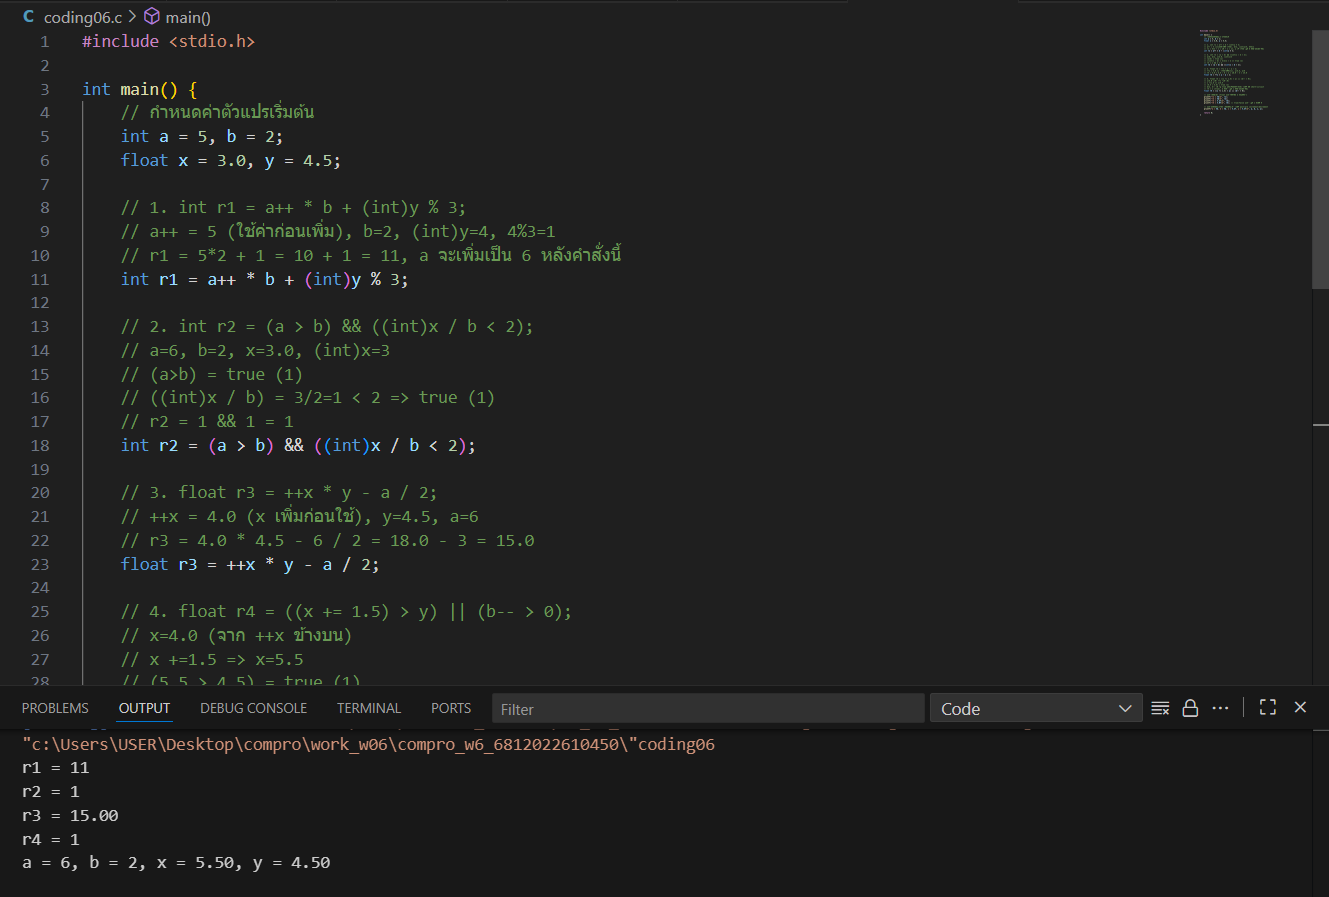 coding06.c > main()
1 #include <stdio.h>
2
3 int main() {
4 // กำหนดค่าตัวแปรเริ่มต้น
5 int a = 5, b = 2;
6 float x = 3.0, y = 4.5;
7
8 // 1. int r1 = a++ * b + (int)y % 3;
9 // a++ = 5 (ใช้ค่าก่อนเพิ่ม), b=2, (int)y=4, 4%3=1
10 // r1 = 5*2 + 1 = 10 + 1 = 11, a จะเพิ่มเป็น 6 หลังคำสั่งนี้
11 int r1 = a++ * b + (int)y % 3;
12
13 // 2. int r2 = (a > b) && ((int)x / b < 2);
14 // a=6, b=2, x=3.0, (int)x=3
15 // (a>b) = true (1)
16 // ((int)x / b) = 3/2=1 < 2 => true (1)
17 // r2 = 1 && 1 = 1
18 int r2 = (a > b) && ((int)x / b < 2);
19
20 // 3. float r3 = ++x * y - a / 2;
21 // ++x = 4.0 (x เพิ่มก่อนใช้), y=4.5, a=6
22 // r3 = 4.0 * 4.5 - 6 / 2 = 18.0 - 3 = 15.0
23 float r3 = ++x * y - a / 2;
24
25 // 4. float r4 = ((x += 1.5) > y) || (b-- > 0);
26 // x=4.0 (จาก ++x ข้างบน)
27 // x +=1.5 => x=5.5
28 // (5.5 > 4.5) = true (1)
PROBLEMS OUTPUT DEBUG CONSOLE TERMINAL PORTS Filter Code
"c:\Users\USER\Desktop\compro\work_w06\compro_w6_6812022610450\"coding06
r1 = 11
r2 = 1
r3 = 15.00
r4 = 1
a = 6, b = 2, x = 5.50, y = 4.50